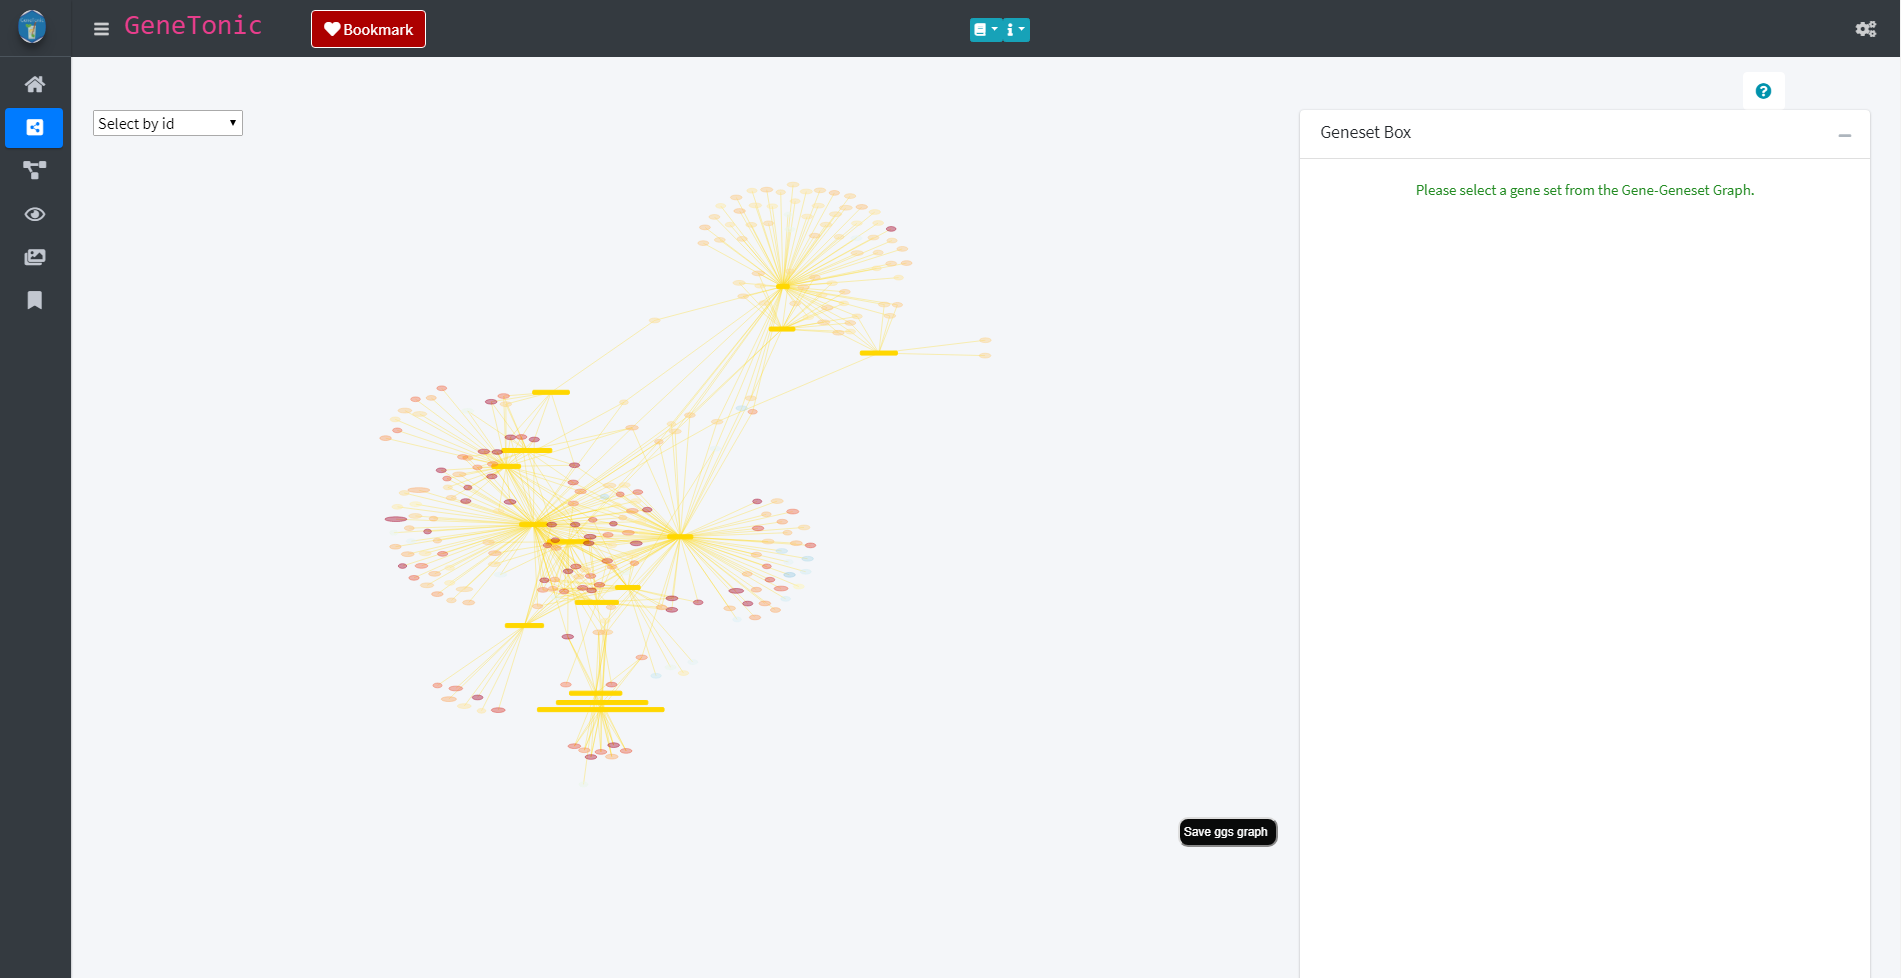 GeneTonic
Bookmark
Select by id
Geneset Box
Please select a gene set from the Gene-Geneset Graph.
Save ggs graph